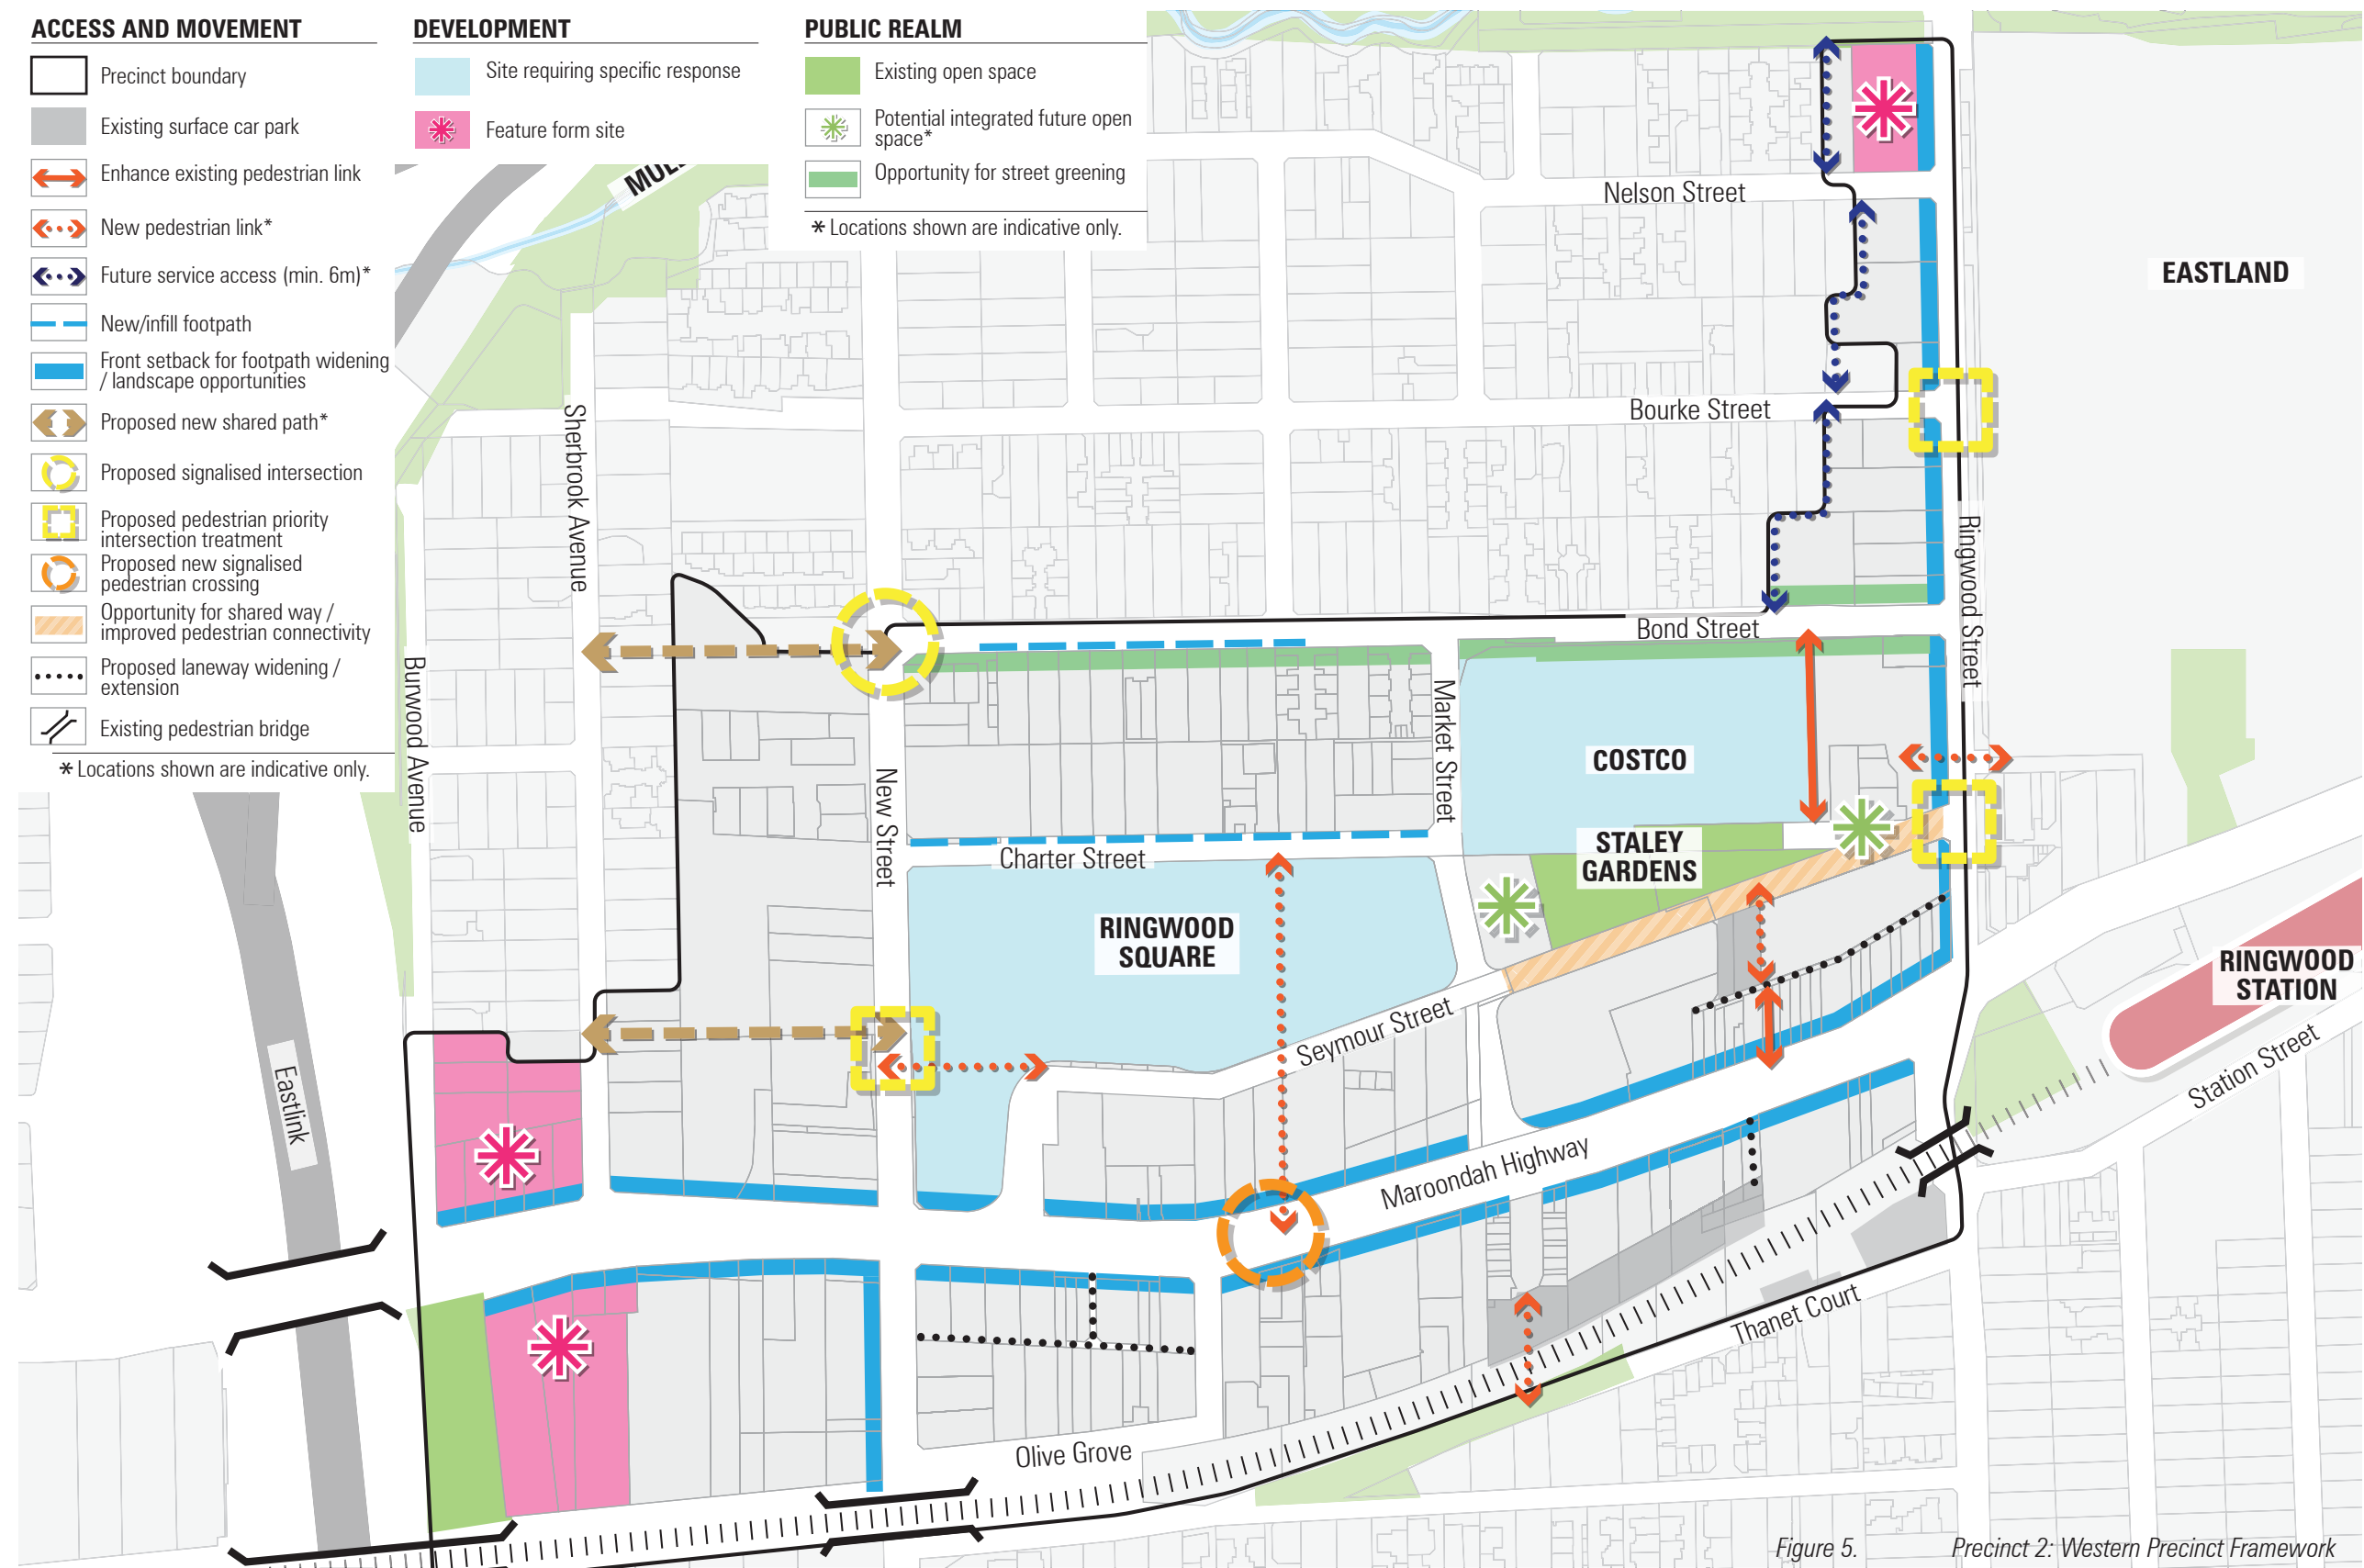 ACCESS AND MOVEMENT
Precinct boundary
Existing surface car park
Enhance existing pedestrian link
New pedestrian link*
Future service access (min. 6m)*
New/infill footpath
Front setback for footpath widening
/ landscape opportunities
Proposed new shared path*
Proposed signalised intersection
Proposed pedestrian priority
intersection treatment
Proposed new signalised
pedestrian crossing
Opportunity for shared way /
improved pedestrian connectivity
Proposed laneway widening /
extension
Existing pedestrian bridge
* Locations shown are indicative only.
DEVELOPMENT
Site requiring specific response
Feature form site
PUBLIC REALM
Existing open space
Potential integrated future open
space*
Opportunity for street greening
* Locations shown are indicative only.
Nelson Street
EASTLAND
Bourke Street
Sherbrook Avenue
Ringwood Street
Bond Street
Burwood Avenue
Market Street
New Street
COSTCO
Charter Street
STALEY
GARDENS
RINGWOOD
SQUARE
RINGWOOD
STATION
Seymour Street
Station Street
Eastlink
Maroondah Highway
Thanet Court
Olive Grove
Figure 5. Precinct 2: Western Precinct Framework